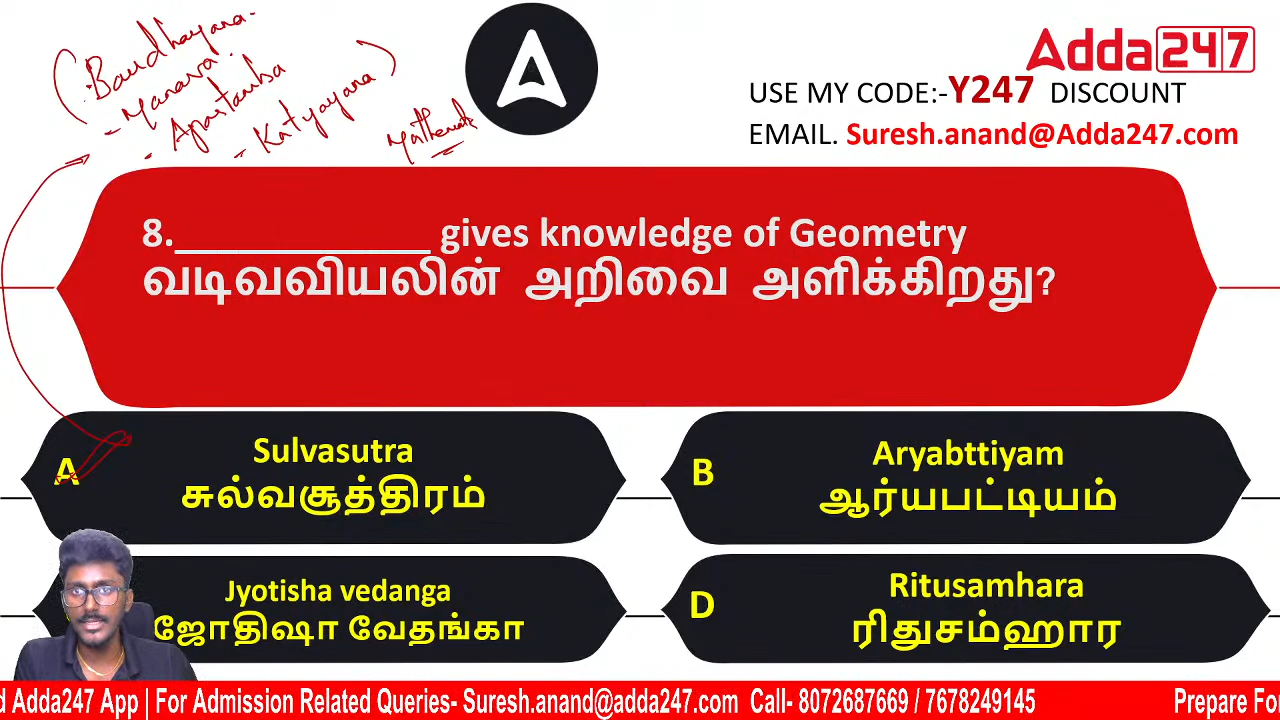 Baudhayana
Manava
Apastamba
Katyayana
Adda247
USE MY CODE:-Y247 DISCOUNT
EMAIL. Suresh.anand@Adda247.com
8.____________ gives knowledge of Geometry
வடிவவியலின் அறிவை அளிக்கிறது?
A
Sulvasutra
சுல்வசூத்திரம்
B
Aryabttiyam
ஆர்யபட்டியம்
Jyotisha vedanga
ஜோதிஷா வேதங்கா
D
Ritusamhara
ரிதுசம்ஹார
d Adda247 App | For Admission Related Queries- Suresh.anand@adda247.com Call- 8072687669 / 7678249145 Prepare Fo